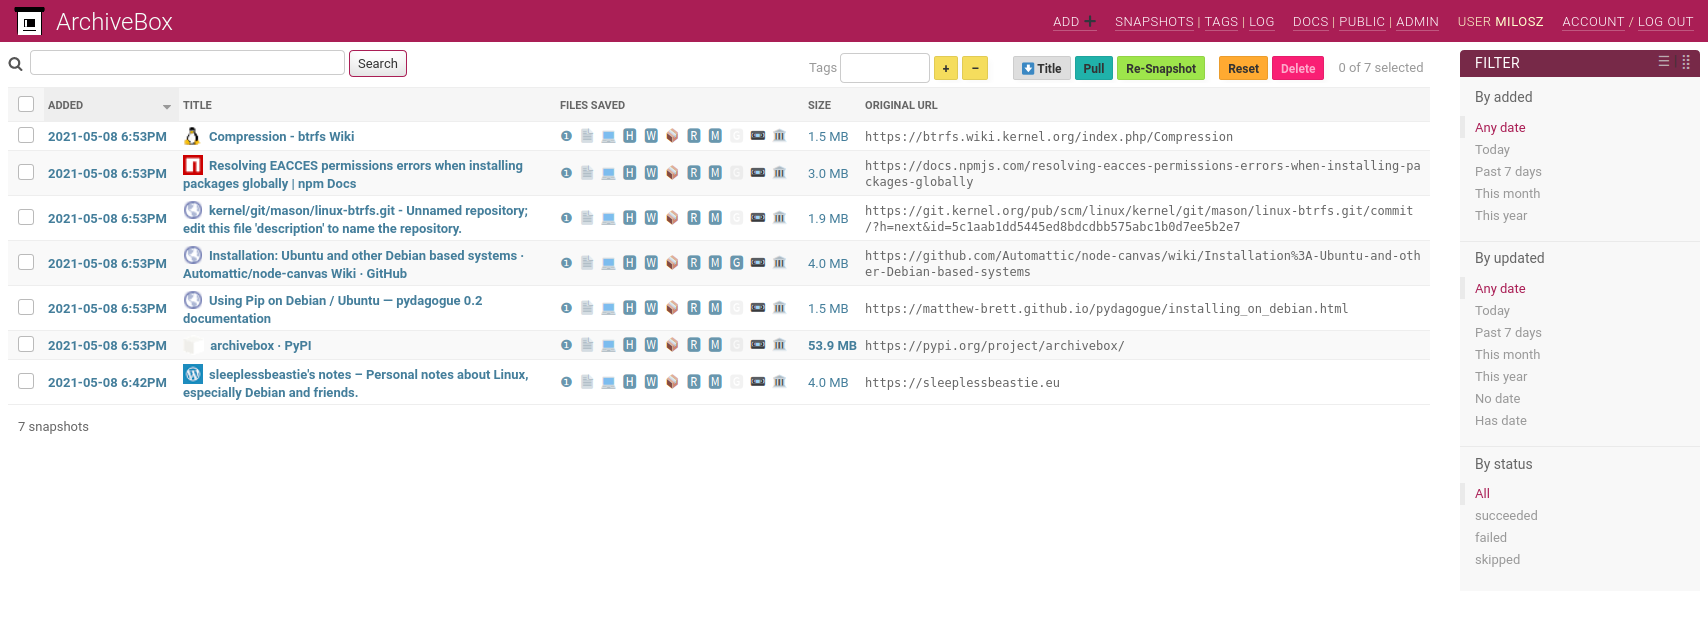 ArchiveBox
ADD + SNAPSHOTS | TAGS | LOG DOCS | PUBLIC | ADMIN USER MILOSZ ACCOUNT / LOG OUT
Search
Tags + − ⬇ Title Pull Re-Snapshot Reset Delete 0 of 7 selected
ADDED TITLE FILES SAVED SIZE ORIGINAL URL
2021-05-08 6:53PM Compression - btrfs Wiki ❶ H W R M G 1.5 MB https://btrfs.wiki.kernel.org/index.php/Compression
2021-05-08 6:53PM Resolving EACCES permissions errors when installing
packages globally | npm Docs ❶ H W R M G 3.0 MB https://docs.npmjs.com/resolving-eacces-permissions-errors-when-installing-pa
ckages-globally
2021-05-08 6:53PM kernel/git/mason/linux-btrfs.git - Unnamed repository;
edit this file 'description' to name the repository. ❶ H W R M G 1.9 MB https://git.kernel.org/pub/scm/linux/kernel/git/mason/linux-btrfs.git/commit
/?h=next&id=5c1aab1dd5445ed8bdcdbb575abc1b0d7ee5b2e7
2021-05-08 6:53PM Installation: Ubuntu and other Debian based systems ·
Automattic/node-canvas Wiki · GitHub ❶ H W R M G 4.0 MB https://github.com/Automattic/node-canvas/wiki/Installation%3A-Ubuntu-and-oth
er-Debian-based-systems
2021-05-08 6:53PM Using Pip on Debian / Ubuntu — pydagogue 0.2
documentation ❶ H W R M G 1.5 MB https://matthew-brett.github.io/pydagogue/installing_on_debian.html
2021-05-08 6:53PM archivebox · PyPI ❶ H W R M G 53.9 MB https://pypi.org/project/archivebox/
2021-05-08 6:42PM sleeplessbeastie's notes – Personal notes about Linux,
especially Debian and friends. ❶ H W R M G 4.0 MB https://sleeplessbeastie.eu
7 snapshots
FILTER
By added
Any date
Today
Past 7 days
This month
This year
By updated
Any date
Today
Past 7 days
This month
This year
No date
Has date
By status
All
succeeded
failed
skipped